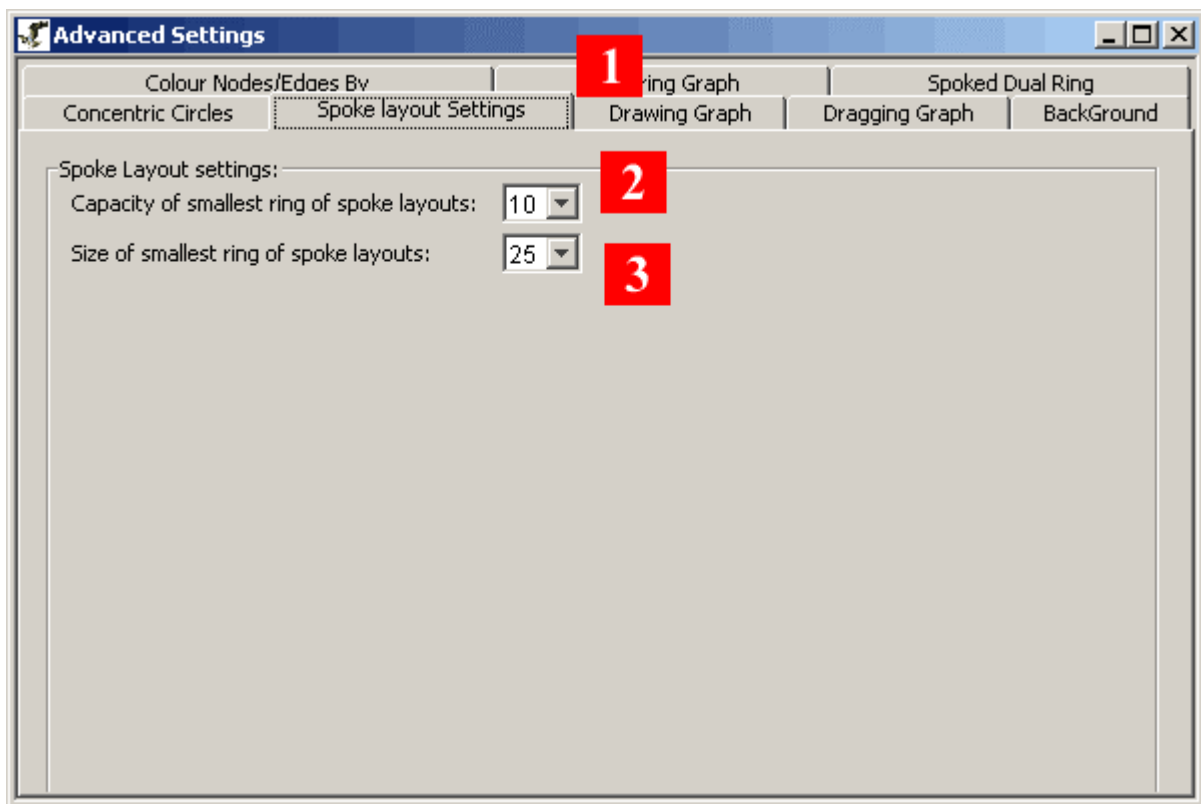 Advanced Settings
1
Colour Nodes/Edges By Graph Spoked Dual Ring
Concentric Circles Spoke layout Settings Drawing Graph Dragging Graph BackGround
Spoke Layout settings:
2
Capacity of smallest ring of spoke layouts: 10
Size of smallest ring of spoke layouts: 25
3